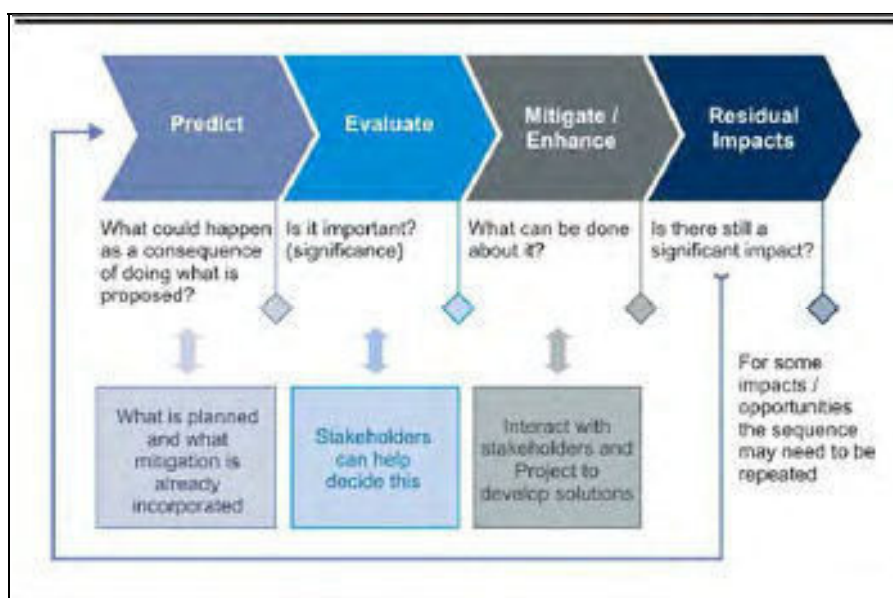 Predict
Evaluate
Mitigate /
Enhance
Residual
Impacts
What could happen
as a consequence
of doing what is
proposed?
Is it important?
(significance)
What can be done
about it?
Is there still a
significant impact?
What is planned
and what
mitigation is
already
incorporated
Stakeholders
can help
decide this
Interact with
stakeholders and
Project to
develop solutions
For some
impacts /
opportunities
the sequence
may need to be
repeated